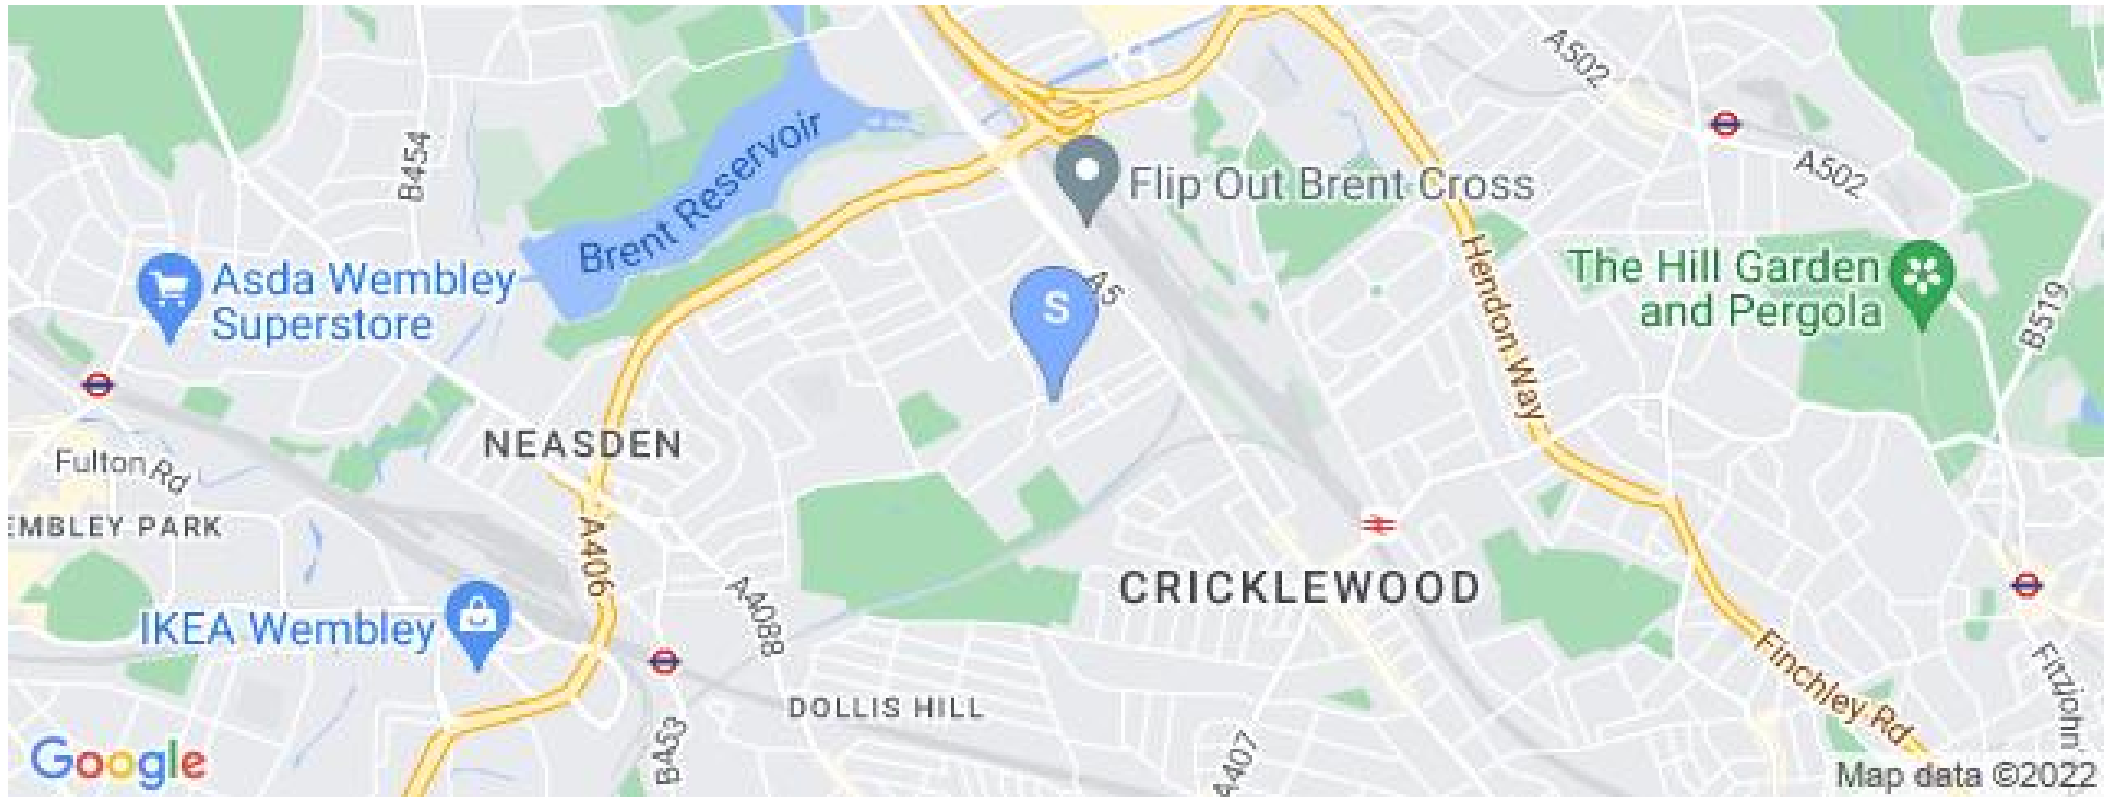 A502
B454
Brent Reservoir
Flip Out Brent Cross
A502
Asda Wembley
Superstore
A5
S
Hendon Way
The Hill Garden
and Pergola
B519
NEASDEN
Fulton Rd
EMBLEY PARK
A406
CRICKLEWOOD
IKEA Wembley
A4088
Finchley Rd
Fitzjohn
DOLLIS HILL
B453
A407
Google
Map data ©2022